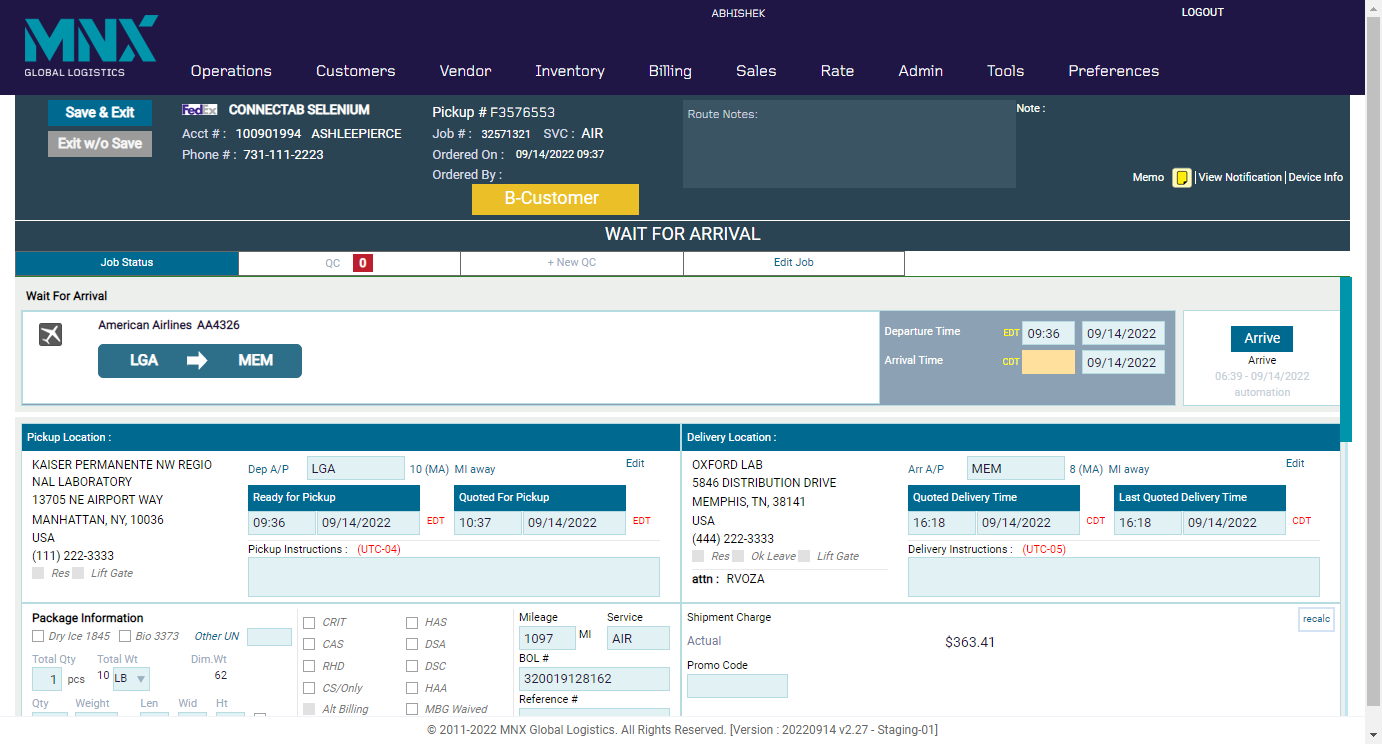 ABHISHEK
LOGOUT
MNX
GLOBAL LOGISTICS
Operations Customers Vendor Inventory Billing Sales Rate Admin Tools Preferences
Save & Exit
Exit w/o Save
FedEx CONNECTAB SELENIUM
Acct # : 100901994 ASHLEEPIERCE
Phone # : 731-111-2223
Pickup # F3576553
Job # : 32571321 SVC : AIR
Ordered On : 09/14/2022 09:37
Ordered By :
B-Customer
Route Notes:
Note :
Memo | View Notification | Device Info
WAIT FOR ARRIVAL
Job Status QC 0 + New QC Edit Job
Wait For Arrival
American Airlines AA4326
LGA MEM
Departure Time EDT 09:36 09/14/2022
Arrival Time CDT 09/14/2022
Arrive
Arrive
06:39 - 09/14/2022
automation
Pickup Location :
KAISER PERMANENTE NW REGIO
NAL LABORATORY
13705 NE AIRPORT WAY
MANHATTAN, NY, 10036
USA
(111) 222-3333
Res Lift Gate
Dep A/P LGA 10 (MA) MI away Edit
Ready for Pickup Quoted For Pickup
09:36 09/14/2022 EDT 10:37 09/14/2022 EDT
Pickup Instructions : (UTC-04)
Delivery Location :
OXFORD LAB
5846 DISTRIBUTION DRIVE
MEMPHIS, TN, 38141
USA
(444) 222-3333
Res Ok Leave Lift Gate
attn : RVOZA
Arr A/P MEM 8 (MA) MI away Edit
Quoted Delivery Time Last Quoted Delivery Time
16:18 09/14/2022 CDT 16:18 09/14/2022 CDT
Delivery Instructions : (UTC-05)
Package Information
Dry Ice 1845 Bio 3373 Other UN
Total Qty Total Wt Dim.Wt
1 pcs 10 LB 62
Qty Weight Len Wid Ht
CRIT HAS
CAS DSA
RHD DSC
CS/Only HAA
Alt Billing MBG Waived
Mileage Service
1097 MI AIR
BOL #
320019128162
Reference #
Shipment Charge
recalc
Actual $363.41
Promo Code
© 2011-2022 MNX Global Logistics. All Rights Reserved. [Version : 20220914 v2.27 - Staging-01]